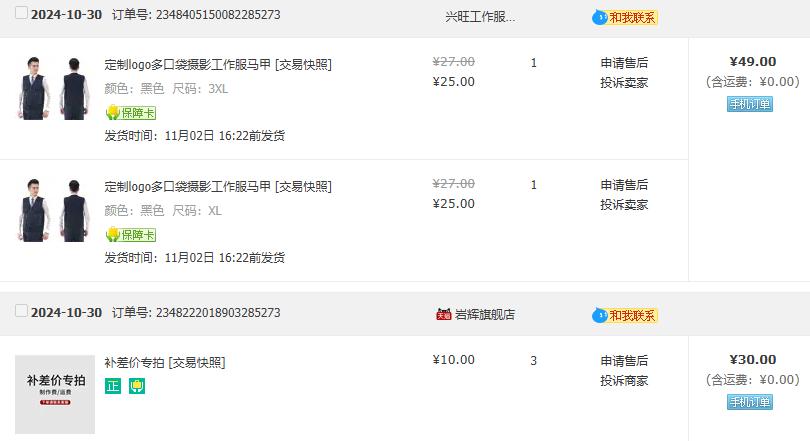 2024-10-30 订单号: 2348405150082285273 兴旺工作服... 和我联系
定制logo多口袋摄影工作服马甲 [交易快照] ¥27.00 1 申请售后 ¥49.00
颜色：黑色 尺码：3XL ¥25.00 投诉卖家 (含运费：¥0.00)
保障卡 手机订单
发货时间：11月02日 16:22前发货
定制logo多口袋摄影工作服马甲 [交易快照] ¥27.00 1 申请售后
颜色：黑色 尺码：XL ¥25.00 投诉卖家
保障卡
发货时间：11月02日 16:22前发货
2024-10-30 订单号: 2348222018903285273 天猫 岩辉旗舰店 和我联系
补差价专拍 [交易快照] ¥10.00 3 申请售后 ¥30.00
正 投诉商家 (含运费：¥0.00)
手机订单
补差价专拍
制作费/运费